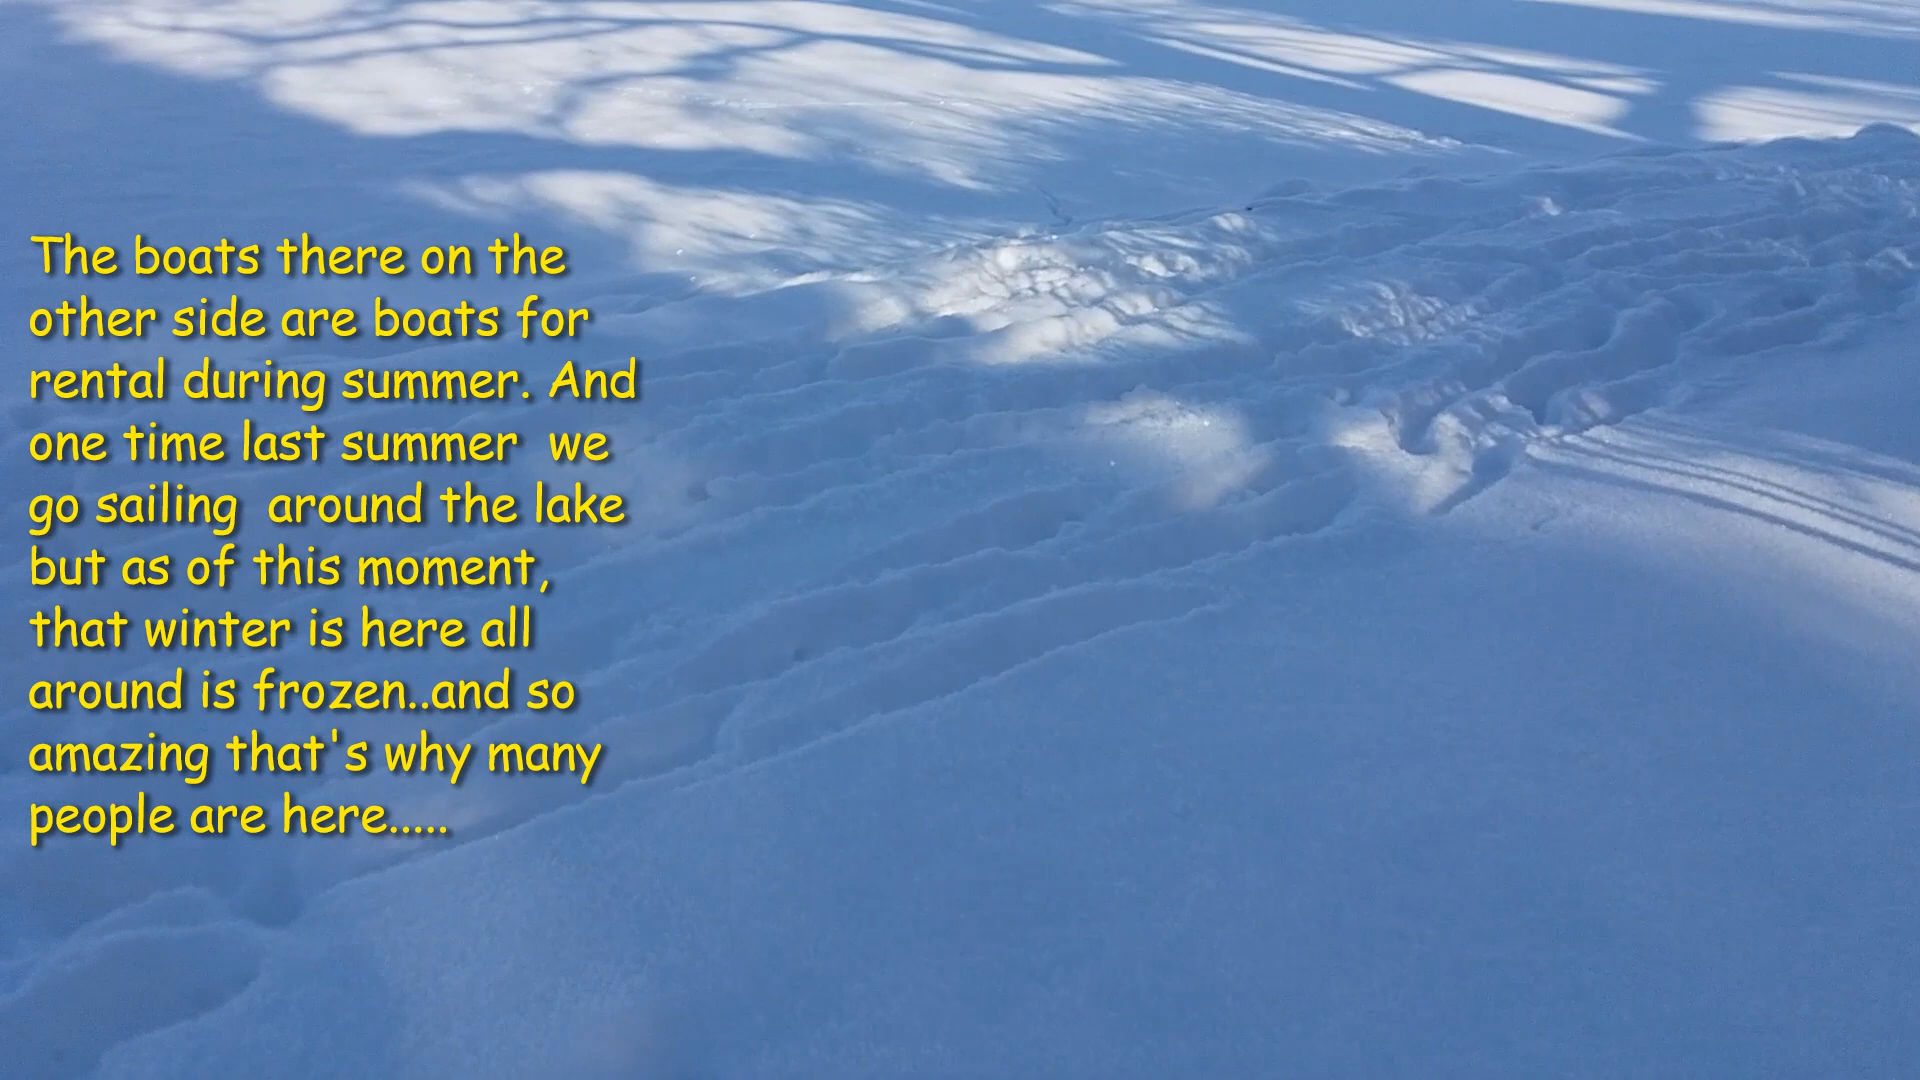 The boats there on the
other side are boats for
rental during summer. And
one time last summer  we
go sailing  around the lake
but as of this moment,
that winter is here all
around is frozen..and so
amazing that's why many
people are here.....